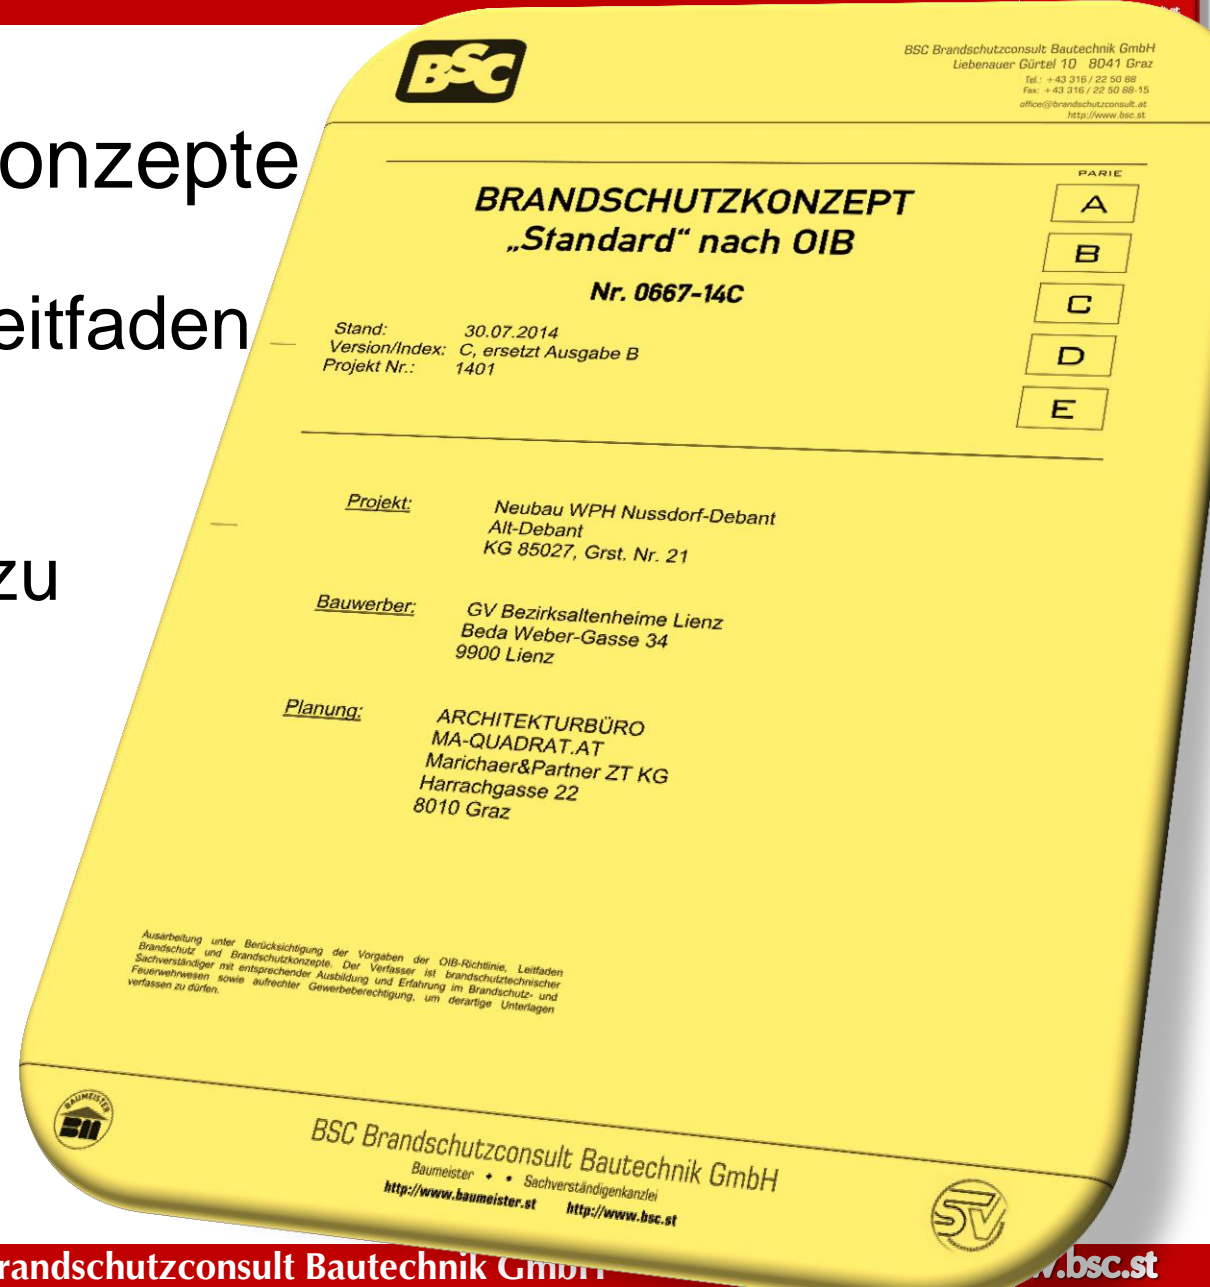 BSC
BSC Brandschutzconsult Bautechnik GmbH
Liebenauer Gürtel 10 8041 Graz
Tel.: +43 316 / 22 50 88
Fax: +43 316 / 22 50 88-15
office@brandschutzconsult.at
http://www.bsc.st
onzepte
eitfaden
zu
PARIE
A
B
C
D
E
BRANDSCHUTZKONZEPT
„Standard“ nach OIB
Nr. 0667-14C
Stand: 30.07.2014
Version/Index: C, ersetzt Ausgabe B
Projekt Nr.: 1401
Projekt: Neubau WPH Nussdorf-Debant
Alt-Debant
KG 85027, Grst. Nr. 21
Bauwerber: GV Bezirksaltenheime Lienz
Beda Weber-Gasse 34
9900 Lienz
Planung: ARCHITEKTURBÜRO
MA-QUADRAT.AT
Marichaer&Partner ZT KG
Harrachgasse 22
8010 Graz
Ausarbeitung unter Berücksichtigung der Vorgaben der OIB-Richtlinie, Leitfaden
Brandschutz und Brandschutzkonzepte. Der Verfasser ist brandschutztechnischer
Sachverständiger mit entsprechender Ausbildung und Erfahrung im Brandschutz- und
Feuerwehrwesen sowie aufrechter Gewerbeberechtigung, um derartige Unterlagen
verfassen zu dürfen.
BAUMEISTER
BSC Brandschutzconsult Bautechnik GmbH
Baumeister Sachverständigenkanzlei
http://www.baumeister.st http://www.bsc.st
SV
randschutzconsult Bautechnik GmbH
.bsc.st